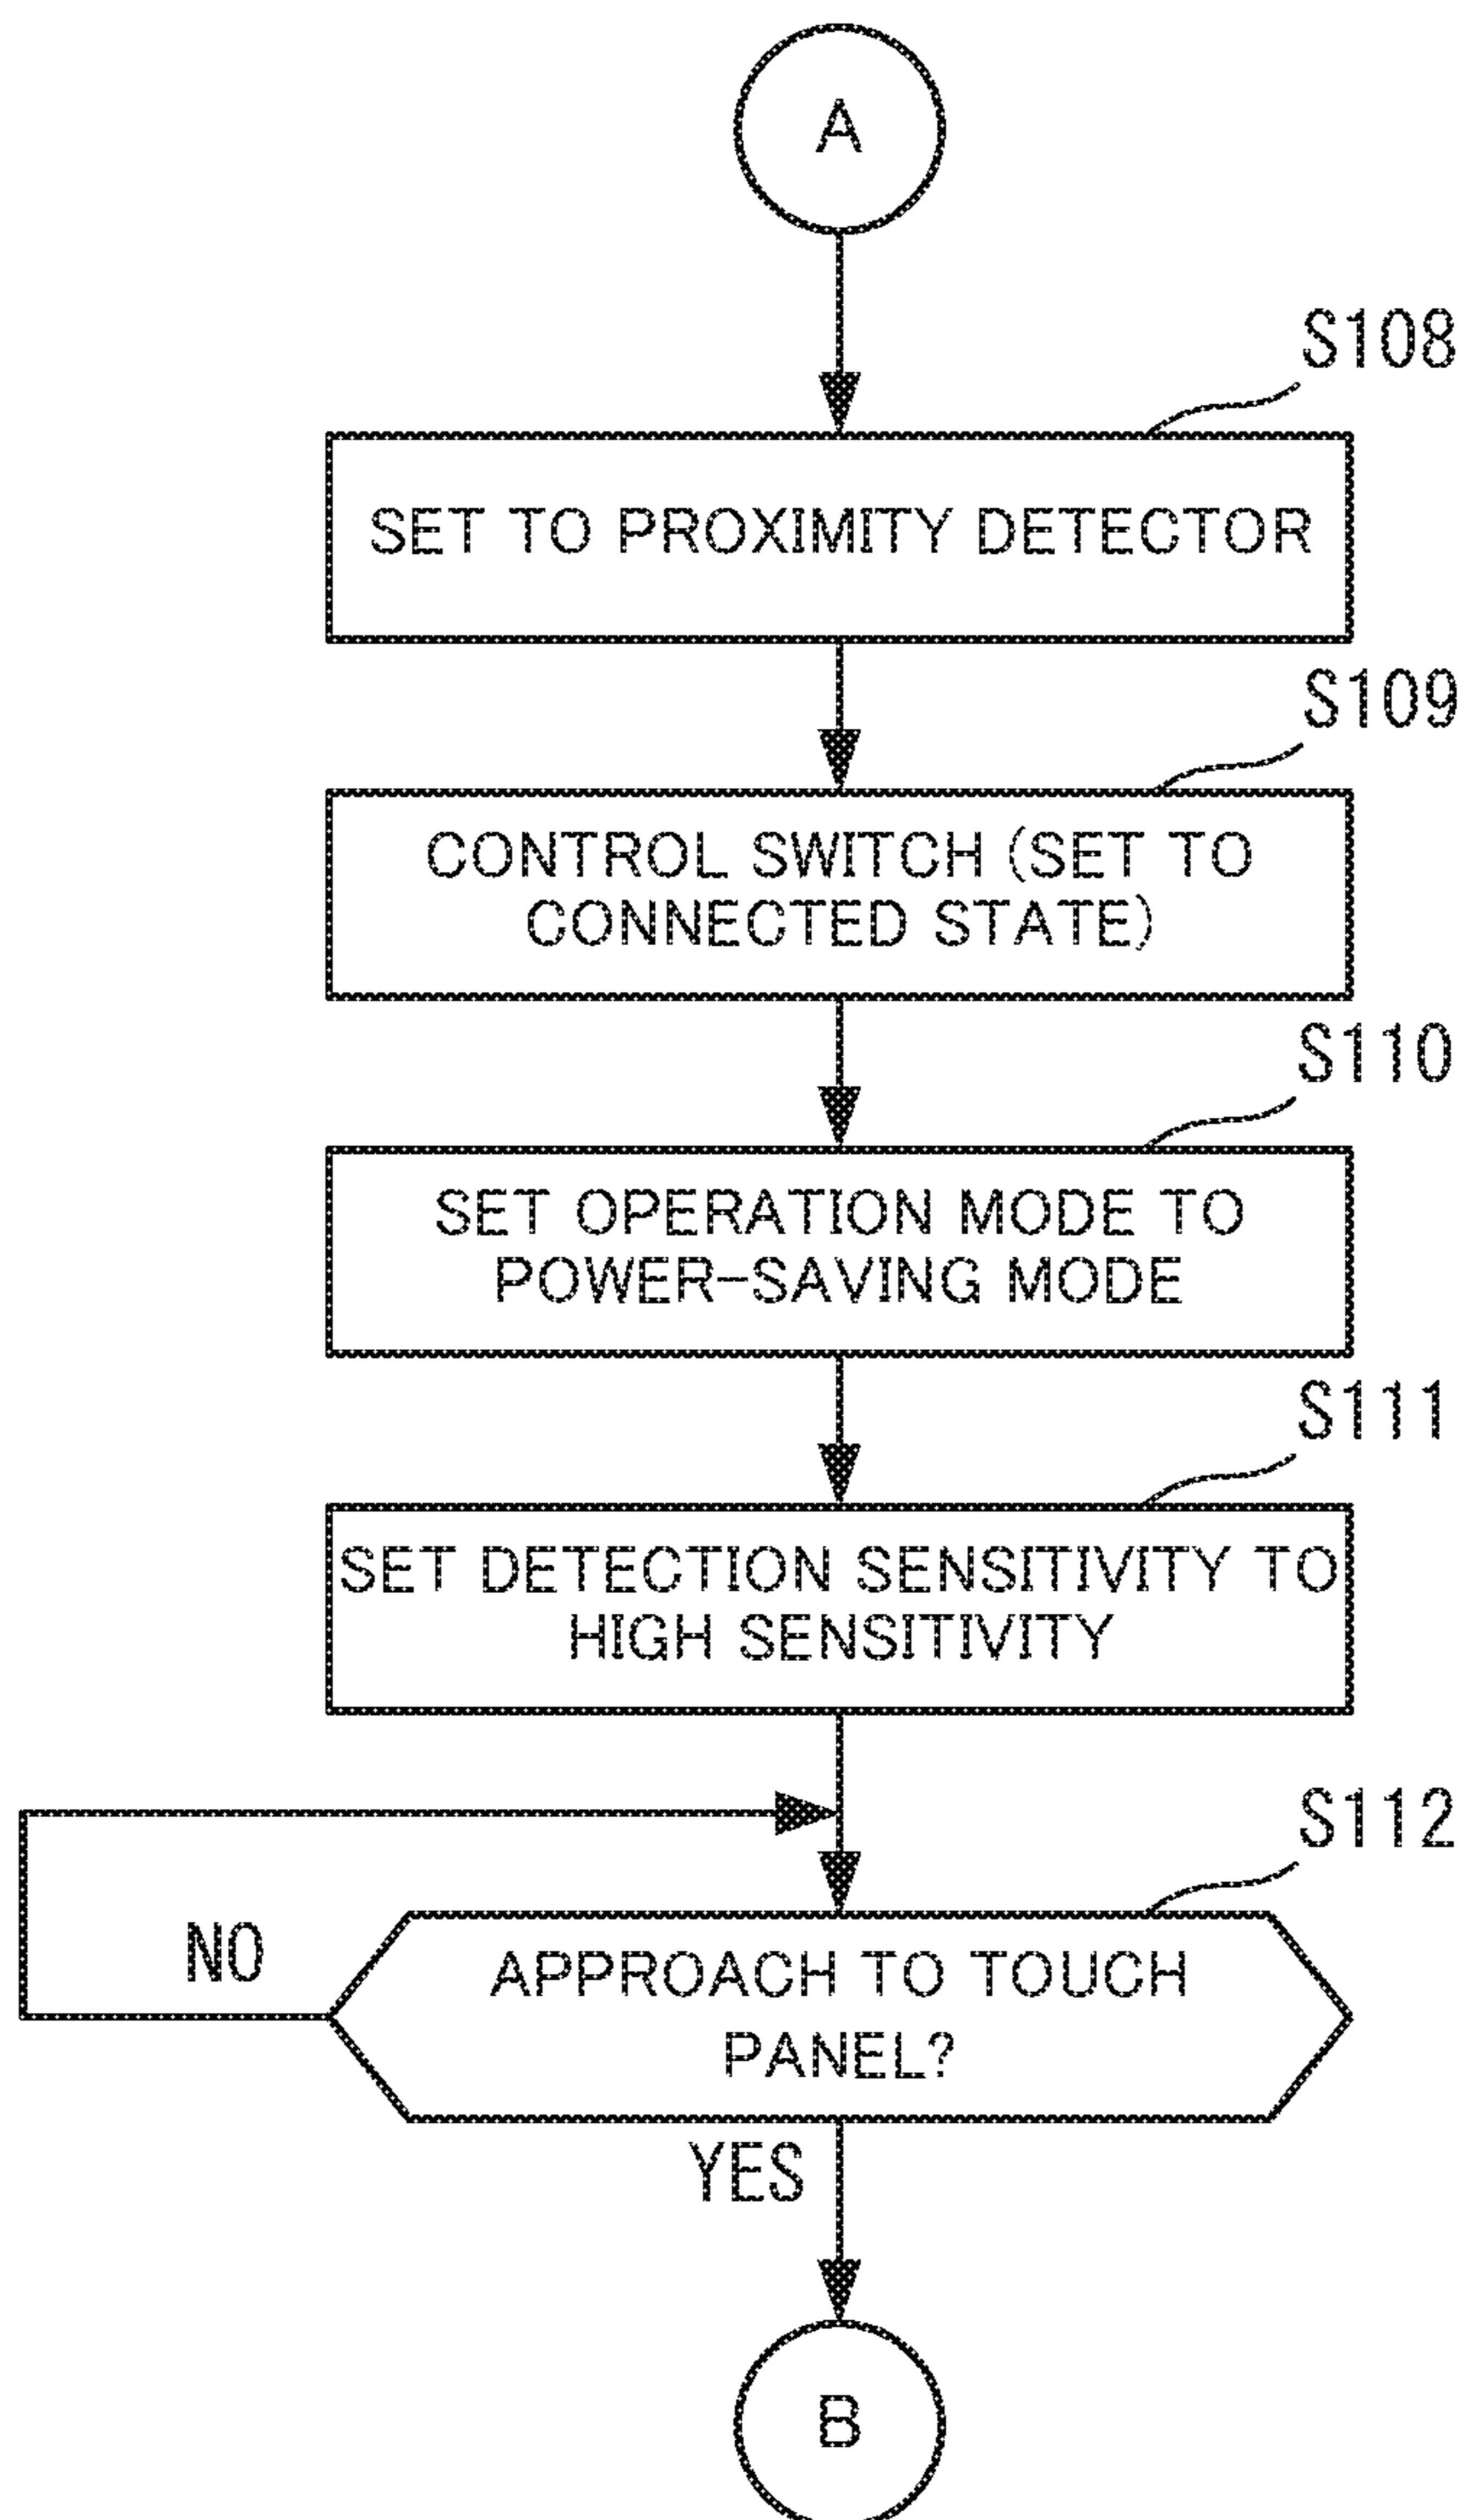 A
S108
SET TO PROXIMITY DETECTOR
S109
CONTROL SWITCH (SET TO
CONNECTED STATE)
S110
SET OPERATION MODE TO
POWER-SAVING MODE
S111
SET DETECTION SENSITIVITY TO
HIGH SENSITIVITY
S112
NO
APPROACH TO TOUCH
PANEL?
YES
B